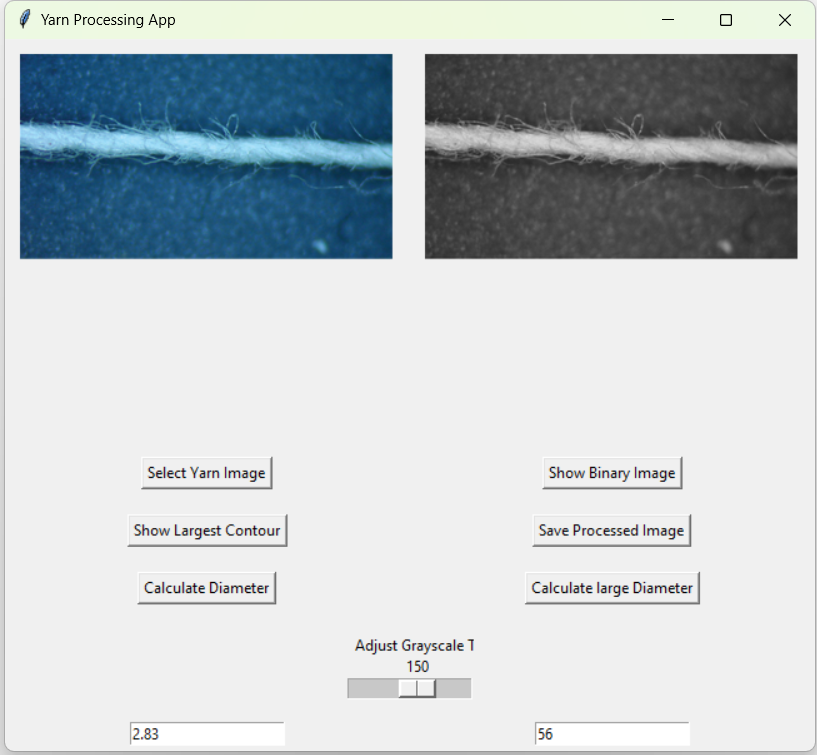 Yarn Processing App
Select Yarn Image
Show Binary Image
Show Largest Contour
Save Processed Image
Calculate Diameter
Calculate large Diameter
Adjust Grayscale T
150
2.83
56